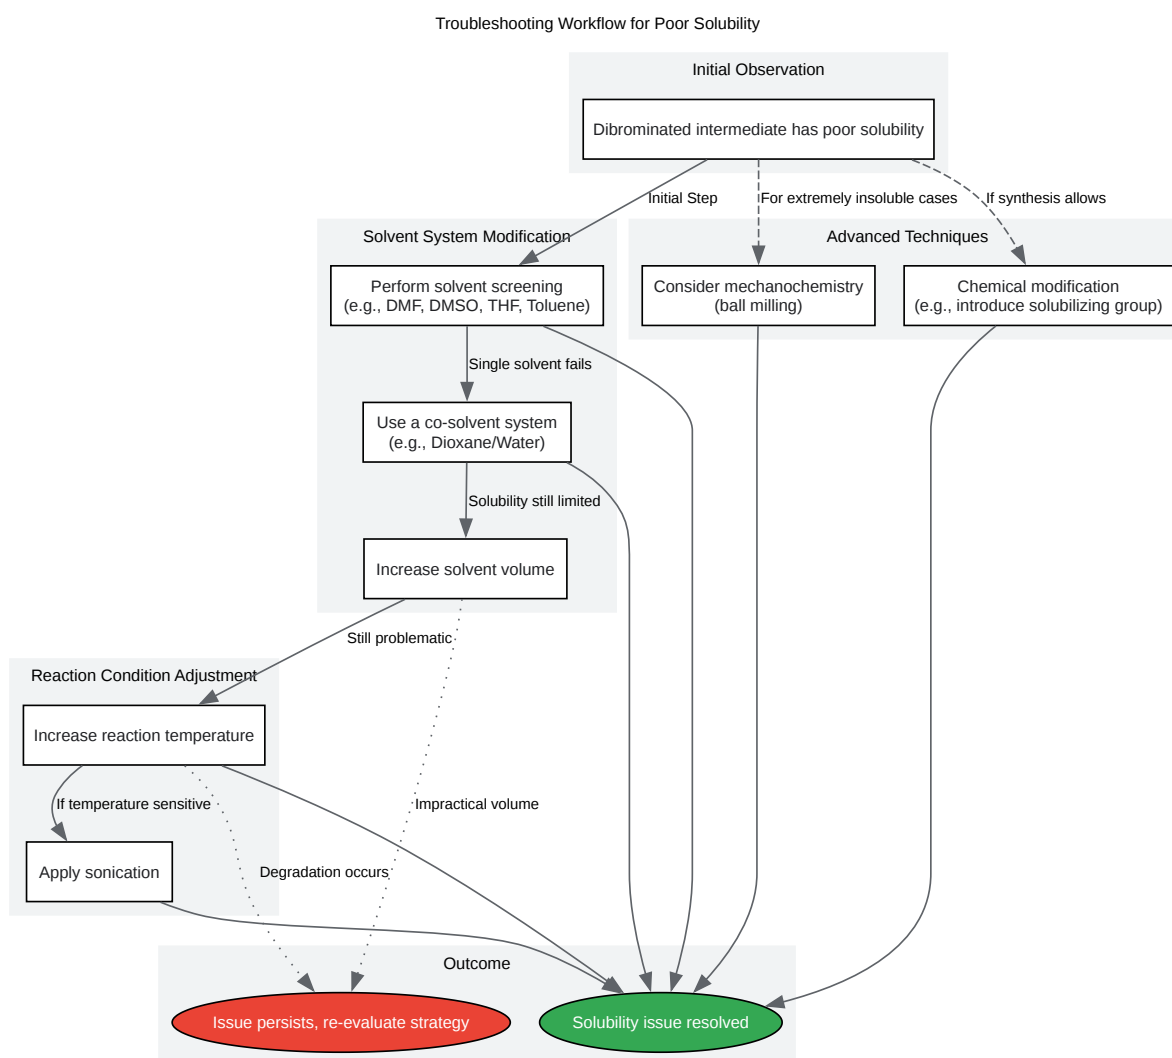 Troubleshooting Workflow for Poor Solubility
Initial Observation
Dibrominated intermediate has poor solubility
Initial Step
For extremely insoluble cases
If synthesis allows
Solvent System Modification
Advanced Techniques
Perform solvent screening
(e.g., DMF, DMSO, THF, Toluene)
Consider mechanochemistry
(ball milling)
Chemical modification
(e.g., introduce solubilizing group)
Single solvent fails
Use a co-solvent system
(e.g., Dioxane/Water)
Solubility still limited
Increase solvent volume
Still problematic
Reaction Condition Adjustment
Increase reaction temperature
If temperature sensitive
Impractical volume
Apply sonication
Degradation occurs
Outcome
Issue persists, re-evaluate strategy
Solubility issue resolved